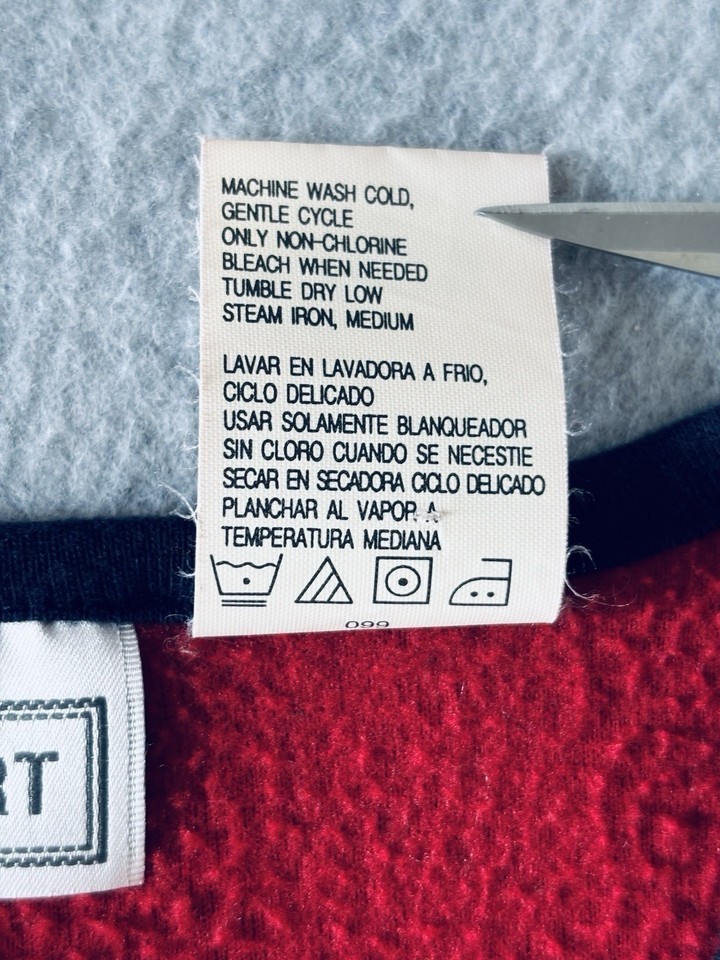 MACHINE WASH COLD,
GENTLE CYCLE
ONLY NON-CHLORINE
BLEACH WHEN NEEDED
TUMBLE DRY LOW
STEAM IRON, MEDIUM
LAVAR EN LAVADORA A FRIO,
CICLO DELICADO
USAR SOLAMENTE BLANQUEADOR
SIN CLORO CUANDO SE NECESTIE
SECAR EN SECADORA CICLO DELICADO
PLANCHAR AL VAPOR A
TEMPERATURA MEDIANA
099
RT